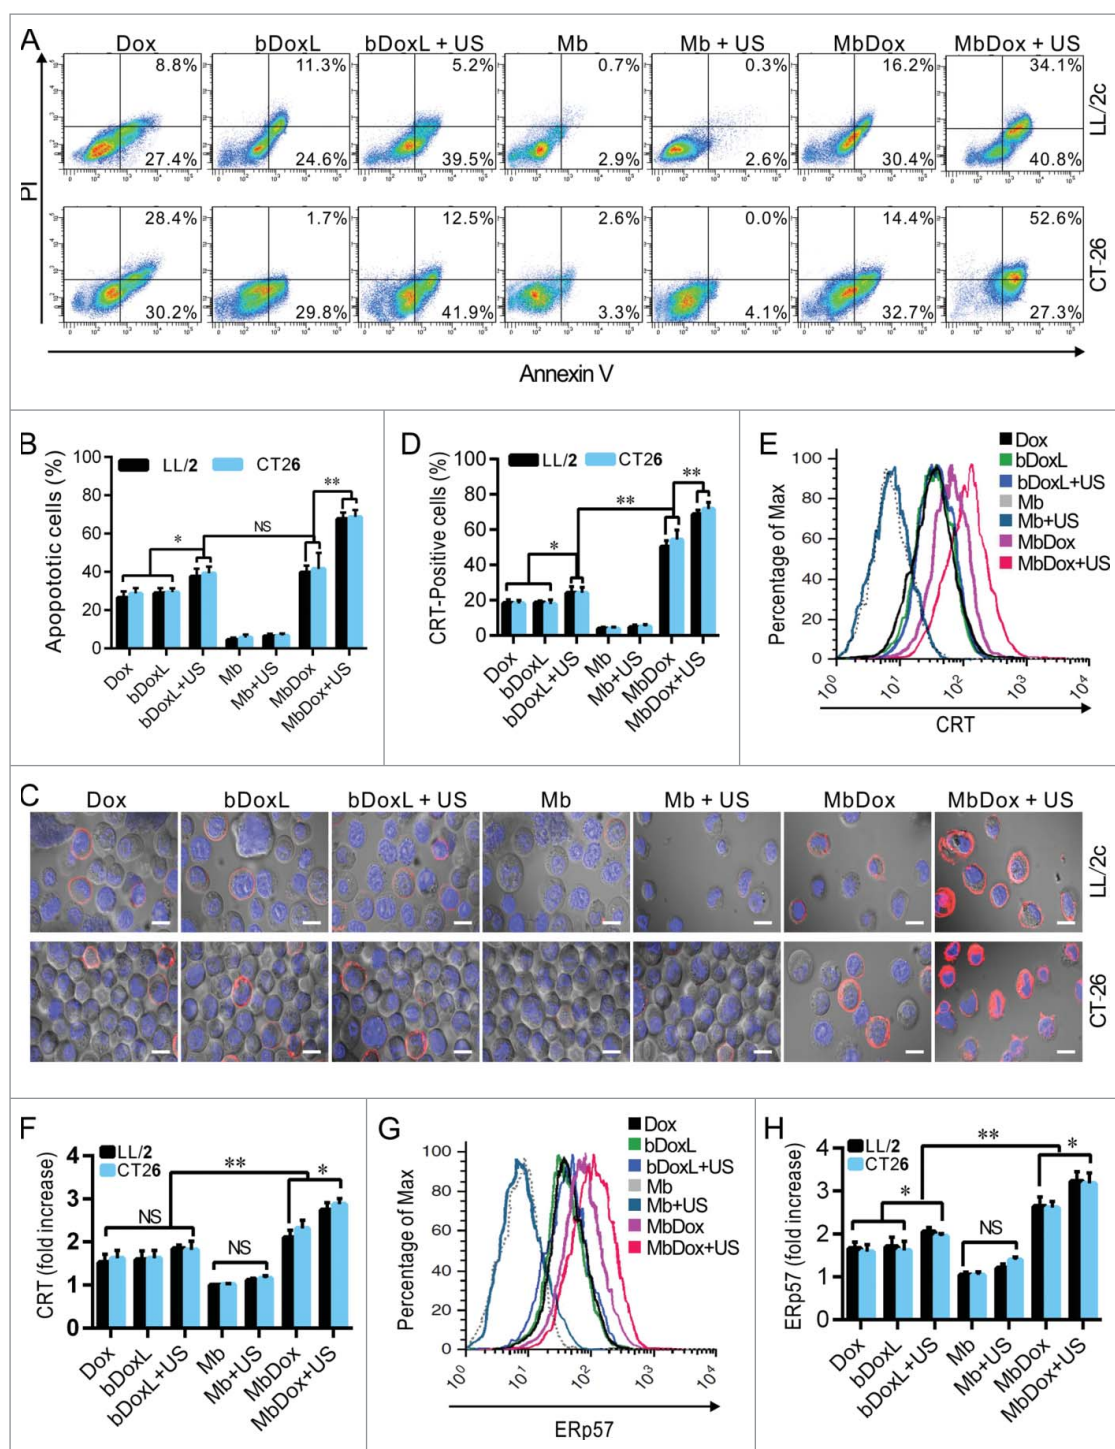 A
Dox bDoxL bDoxL + US Mb Mb + US MbDox MbDox + US
8.8% 11.3% 5.2% 0.7% 0.3% 16.2% 34.1%
LL/2c
27.4% 24.6% 39.5% 2.9% 2.6% 30.4% 40.8%
PI
28.4% 1.7% 12.5% 2.6% 0.0% 14.4% 52.6%
CT-26
30.2% 29.8% 41.9% 3.3% 4.1% 32.7% 27.3%
Annexin V
B
Apopototic cells (%)
100
80
60
40
20
0
LL/2 CT26
* NS **
Dox bDoxL bDoxL+US Mb Mb+US MbDox MbDox+US
D
CRT-Positive cells (%)
100
80
60
40
20
0
LL/2 CT26
* ** **
Dox bDoxL bDoxL+US Mb Mb+US MbDox MbDox+US
E
Percentage of Max
100
80
60
40
20
0
Dox
bDoxL
bDoxL+US
Mb
Mb+US
MbDox
MbDox+US
10⁰ 10¹ 10² 10³ 10⁴
CRT
C
Dox bDoxL bDoxL + US Mb Mb + US MbDox MbDox + US
LL/2c
CT-26
F
CRT (fold increase)
4
3
2
1
0
LL/2
CT26
NS ** NS *
Dox bDoxL bDoxL+US Mb Mb+US MbDox MbDox+US
G
Percentage of Max
100
80
60
40
20
0
Dox
bDoxL
bDoxL+US
Mb
Mb+US
MbDox
MbDox+US
10⁰ 10¹ 10² 10³ 10⁴
ERp57
H
ERp57 (fold increase)
4
3
2
1
0
LL/2
CT26
* ** NS *
Dox bDoxL bDoxL+US Mb Mb+US MbDox MbDox+US